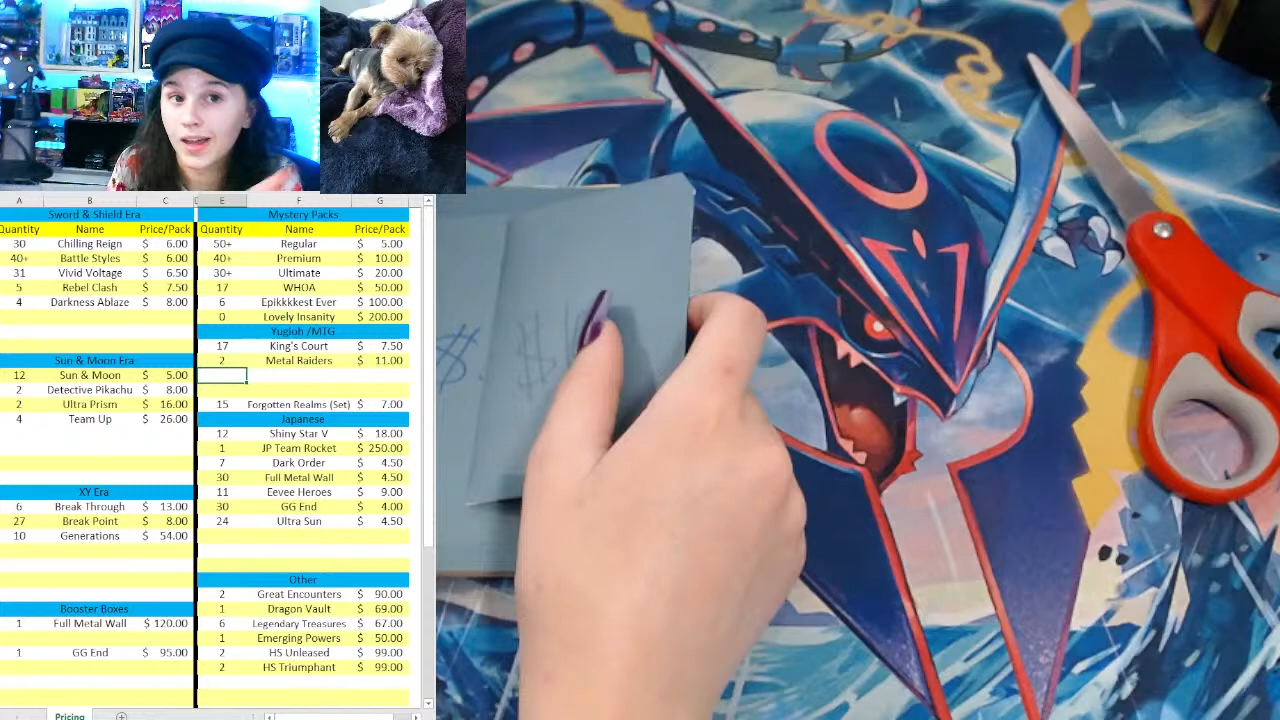 A B C E F G
Sword & Shield Era
Quantity Name Price/Pack
30 Chilling Reign $ 6.00
40+ Battle Styles $ 6.00
31 Vivid Voltage $ 6.50
5 Rebel Clash $ 7.50
4 Darkness Ablaze $ 8.00
Sun & Moon Era
12 Sun & Moon $ 5.00
2 Detective Pikachu $ 8.00
2 Ultra Prism $ 16.00
4 Team Up $ 26.00
XY Era
6 Break Through $ 13.00
27 Break Point $ 8.00
10 Generations $ 54.00
Booster Boxes
1 Full Metal Wall $ 120.00
1 GG End $ 95.00
Mystery Packs
Quantity Name Price/Pack
50+ Regular $ 5.00
40+ Premium $ 10.00
30+ Ultimate $ 20.00
17 WHOA $ 50.00
6 Epikkkkest Ever $ 100.00
0 Lovely Insanity $ 200.00
Yugioh /MTG
17 King's Court $ 7.50
2 Metal Raiders $ 11.00
15 Forgotten Realms (Set) $ 7.00
Japanese
12 Shiny Star V $ 18.00
1 JP Team Rocket $ 250.00
7 Dark Order $ 4.50
30 Full Metal Wall $ 4.50
11 Eevee Heroes $ 9.00
30 GG End $ 4.00
24 Ultra Sun $ 4.50
Other
2 Great Encounters $ 90.00
1 Dragon Vault $ 69.00
6 Legendary Treasures $ 67.00
1 Emerging Powers $ 50.00
2 HS Unleased $ 99.00
2 HS Triumphant $ 99.00
Pricing